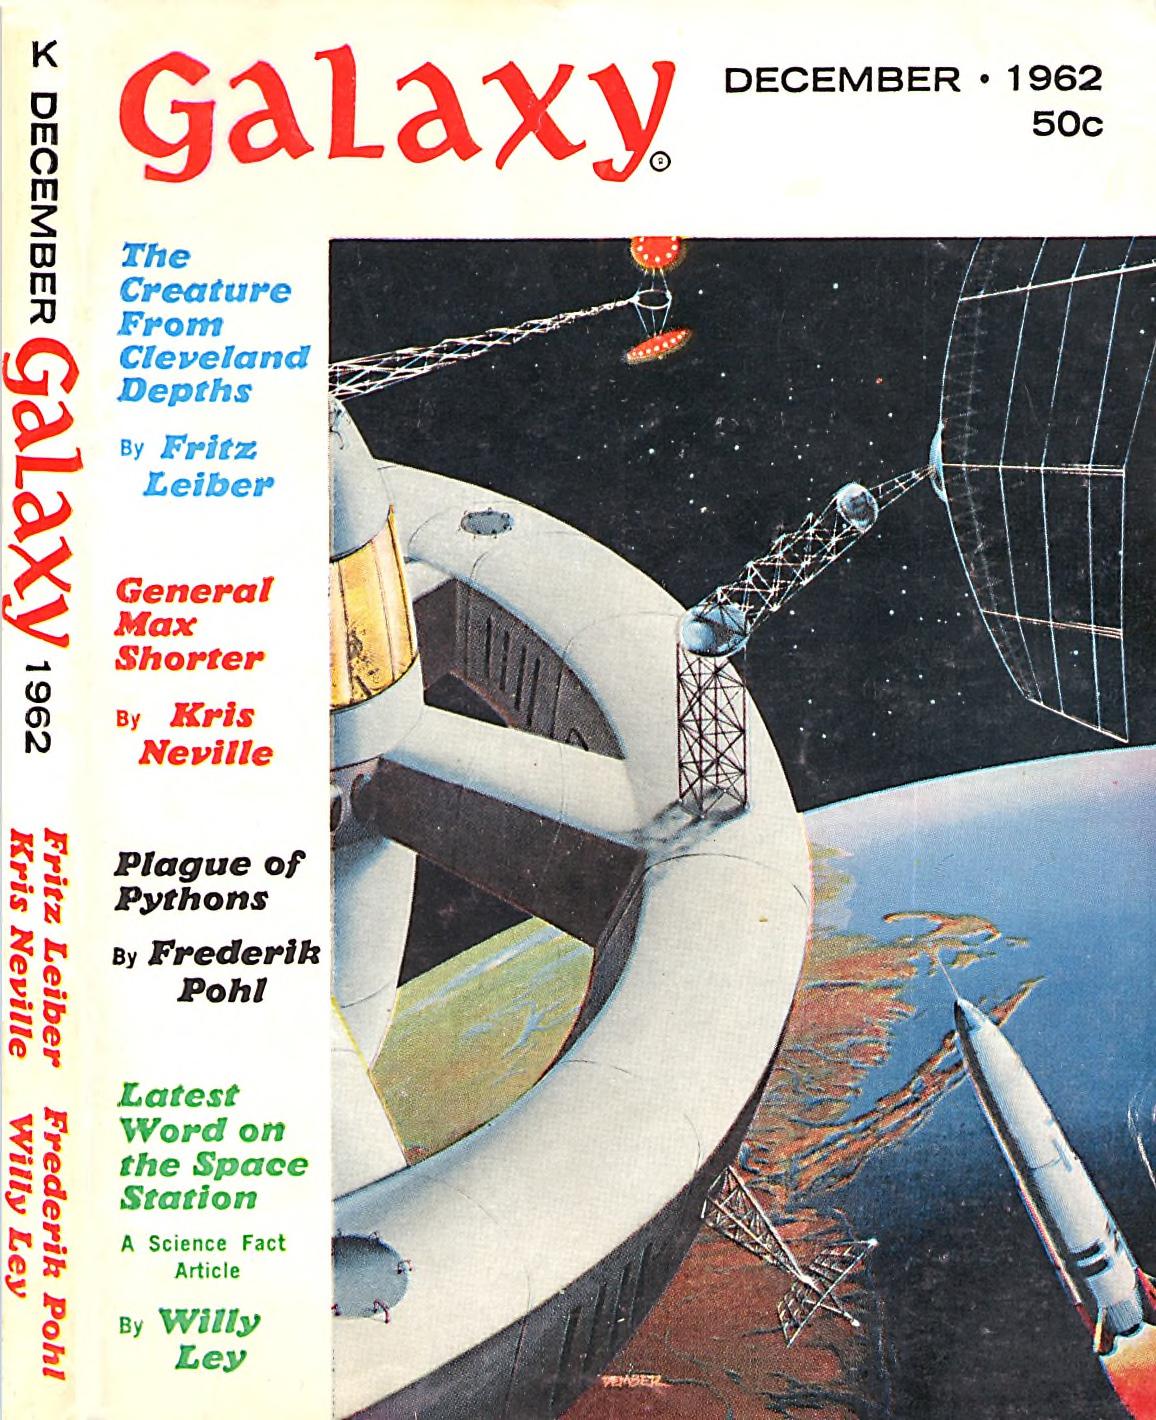 K DECEMBER Galaxy 1962
Fritz Leiber Frederik Pohl
Kris Neville Willy Ley
Galaxy ®
DECEMBER • 1962
50c
The
Creature
From
Cleveland
Depths
By Fritz
Leiber
General
Max
Shorter
By Kris
Neville
Plague of
Pythons
By Frederik
Pohl
Latest
Word on
the Space
Station
A Science Fact
Article
By Willy
Ley
DEMBER